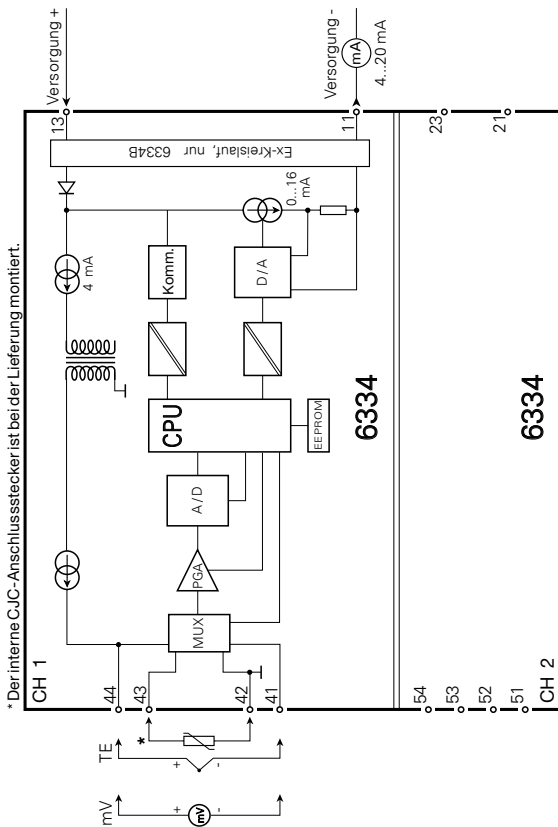 * Der interne CJC-Anschlussstecker ist bei der Lieferung montiert.
CH 1
mV
TE
+
-
mV
+
-
*
44
43
42
41
MUX
PGA
A/D
CPU
EEPROM
4 mA
Komm.
D/A
0...16
mA
Ex-Kreislauf, nur 6334B
13
11
Versorgung +
Versorgung -
mA
4...20 mA
6334
CH 2
54
53
52
51
23
21
6334